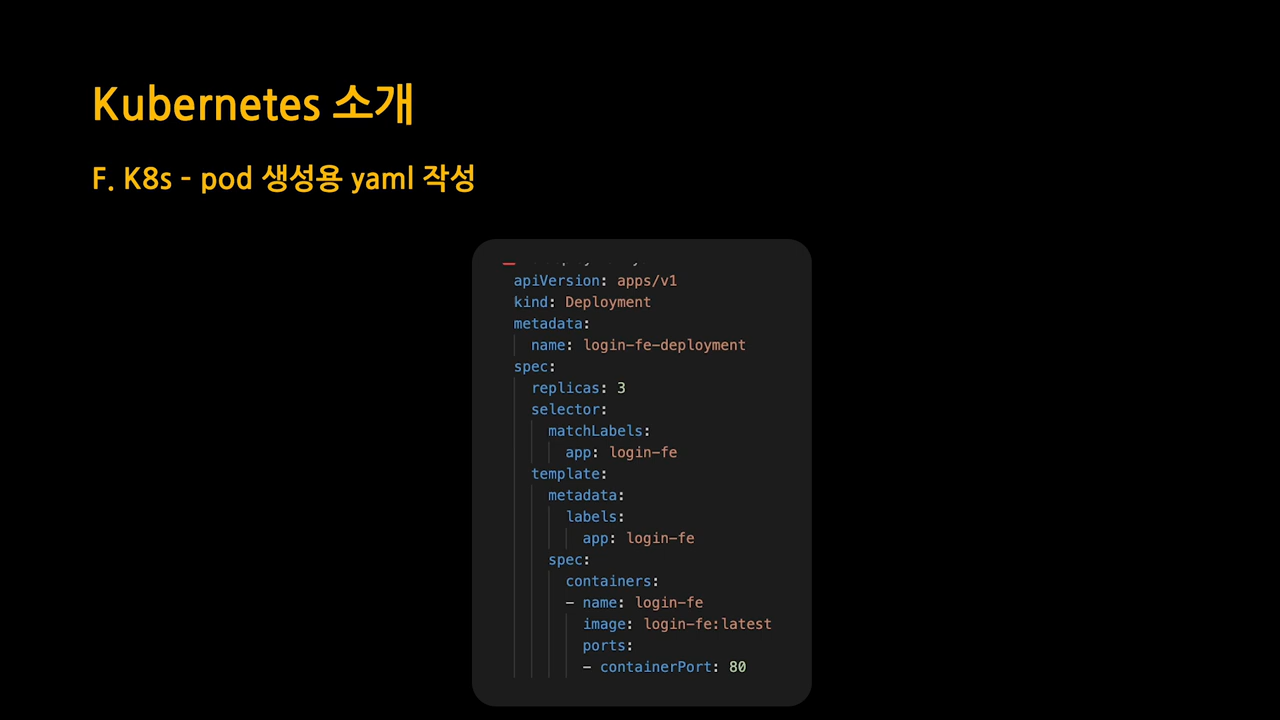 Kubernetes 소개
F. K8s - pod 생성용 yaml 작성
apiVersion: apps/v1
kind: Deployment
metadata:
  name: login-fe-deployment
spec:
  replicas: 3
  selector:
    matchLabels:
      app: login-fe
  template:
    metadata:
      labels:
        app: login-fe
    spec:
      containers:
      - name: login-fe
        image: login-fe:latest
        ports:
        - containerPort: 80